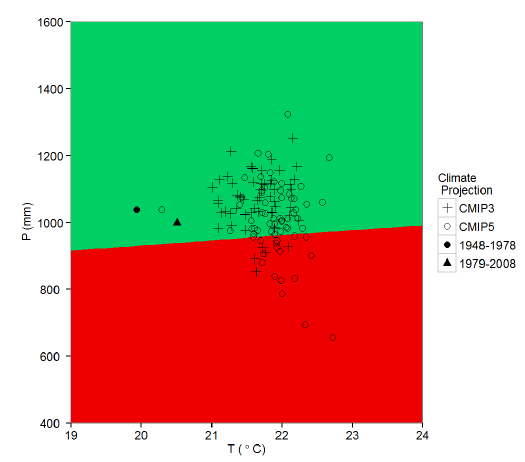 1600
1400
1200
1000
800
600
400
P (mm)
19 20 21 22 23 24
T ( ° C)
Climate
Projection
CMIP3
CMIP5
1948-1978
1979-2008